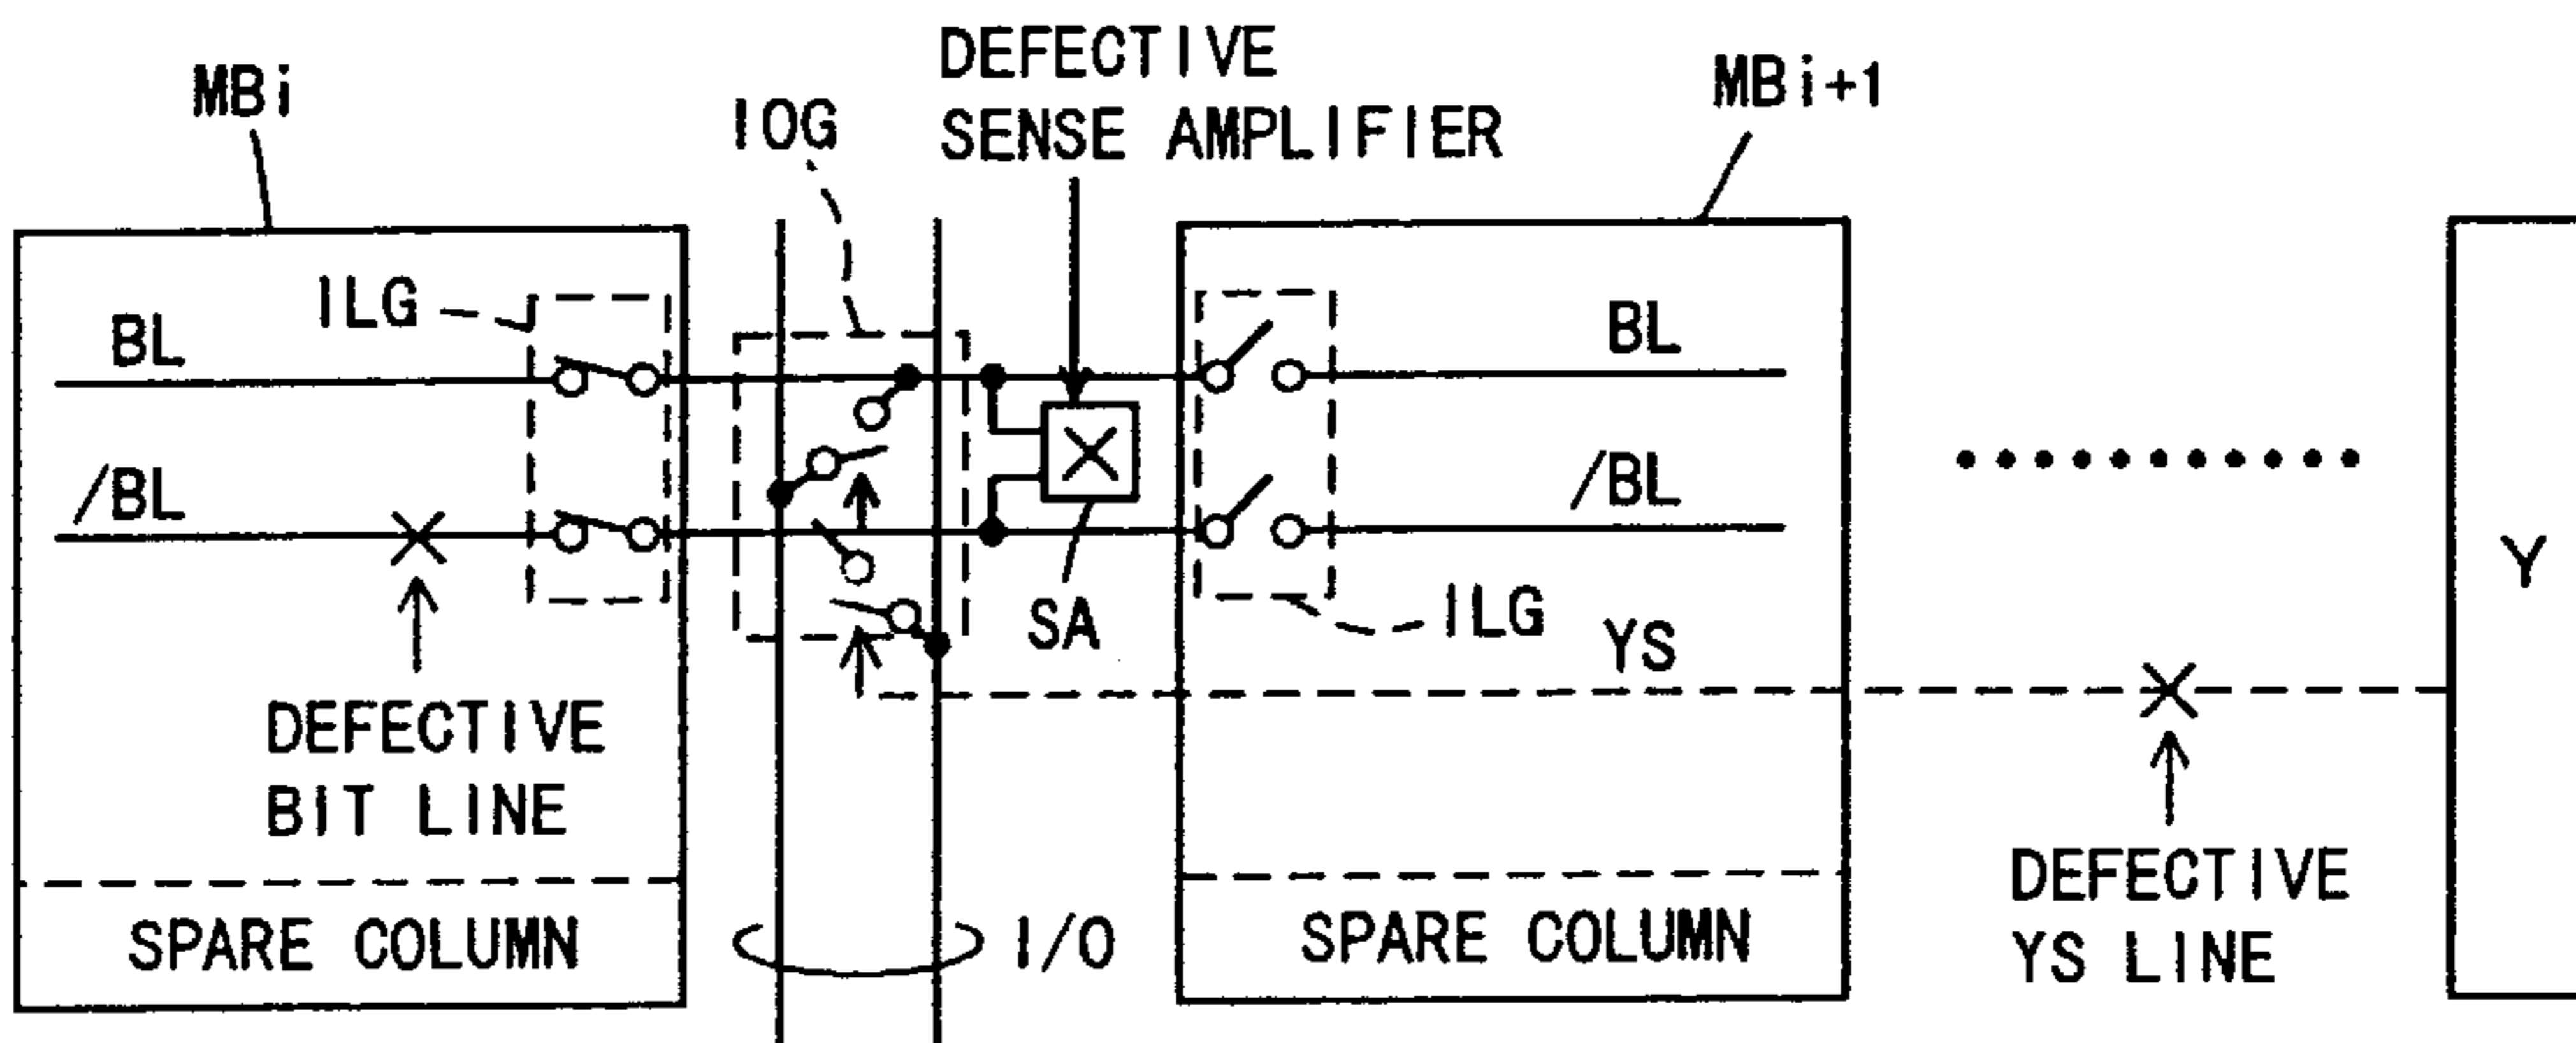 DEFECTIVE
SENSE AMPLIFIER
MBi
IOG
MBi+1
ILG
BL
BL
/BL
/BL
SA
ILG
YS
Y
DEFECTIVE
BIT LINE
DEFECTIVE
YS LINE
SPARE COLUMN
I/O
SPARE COLUMN